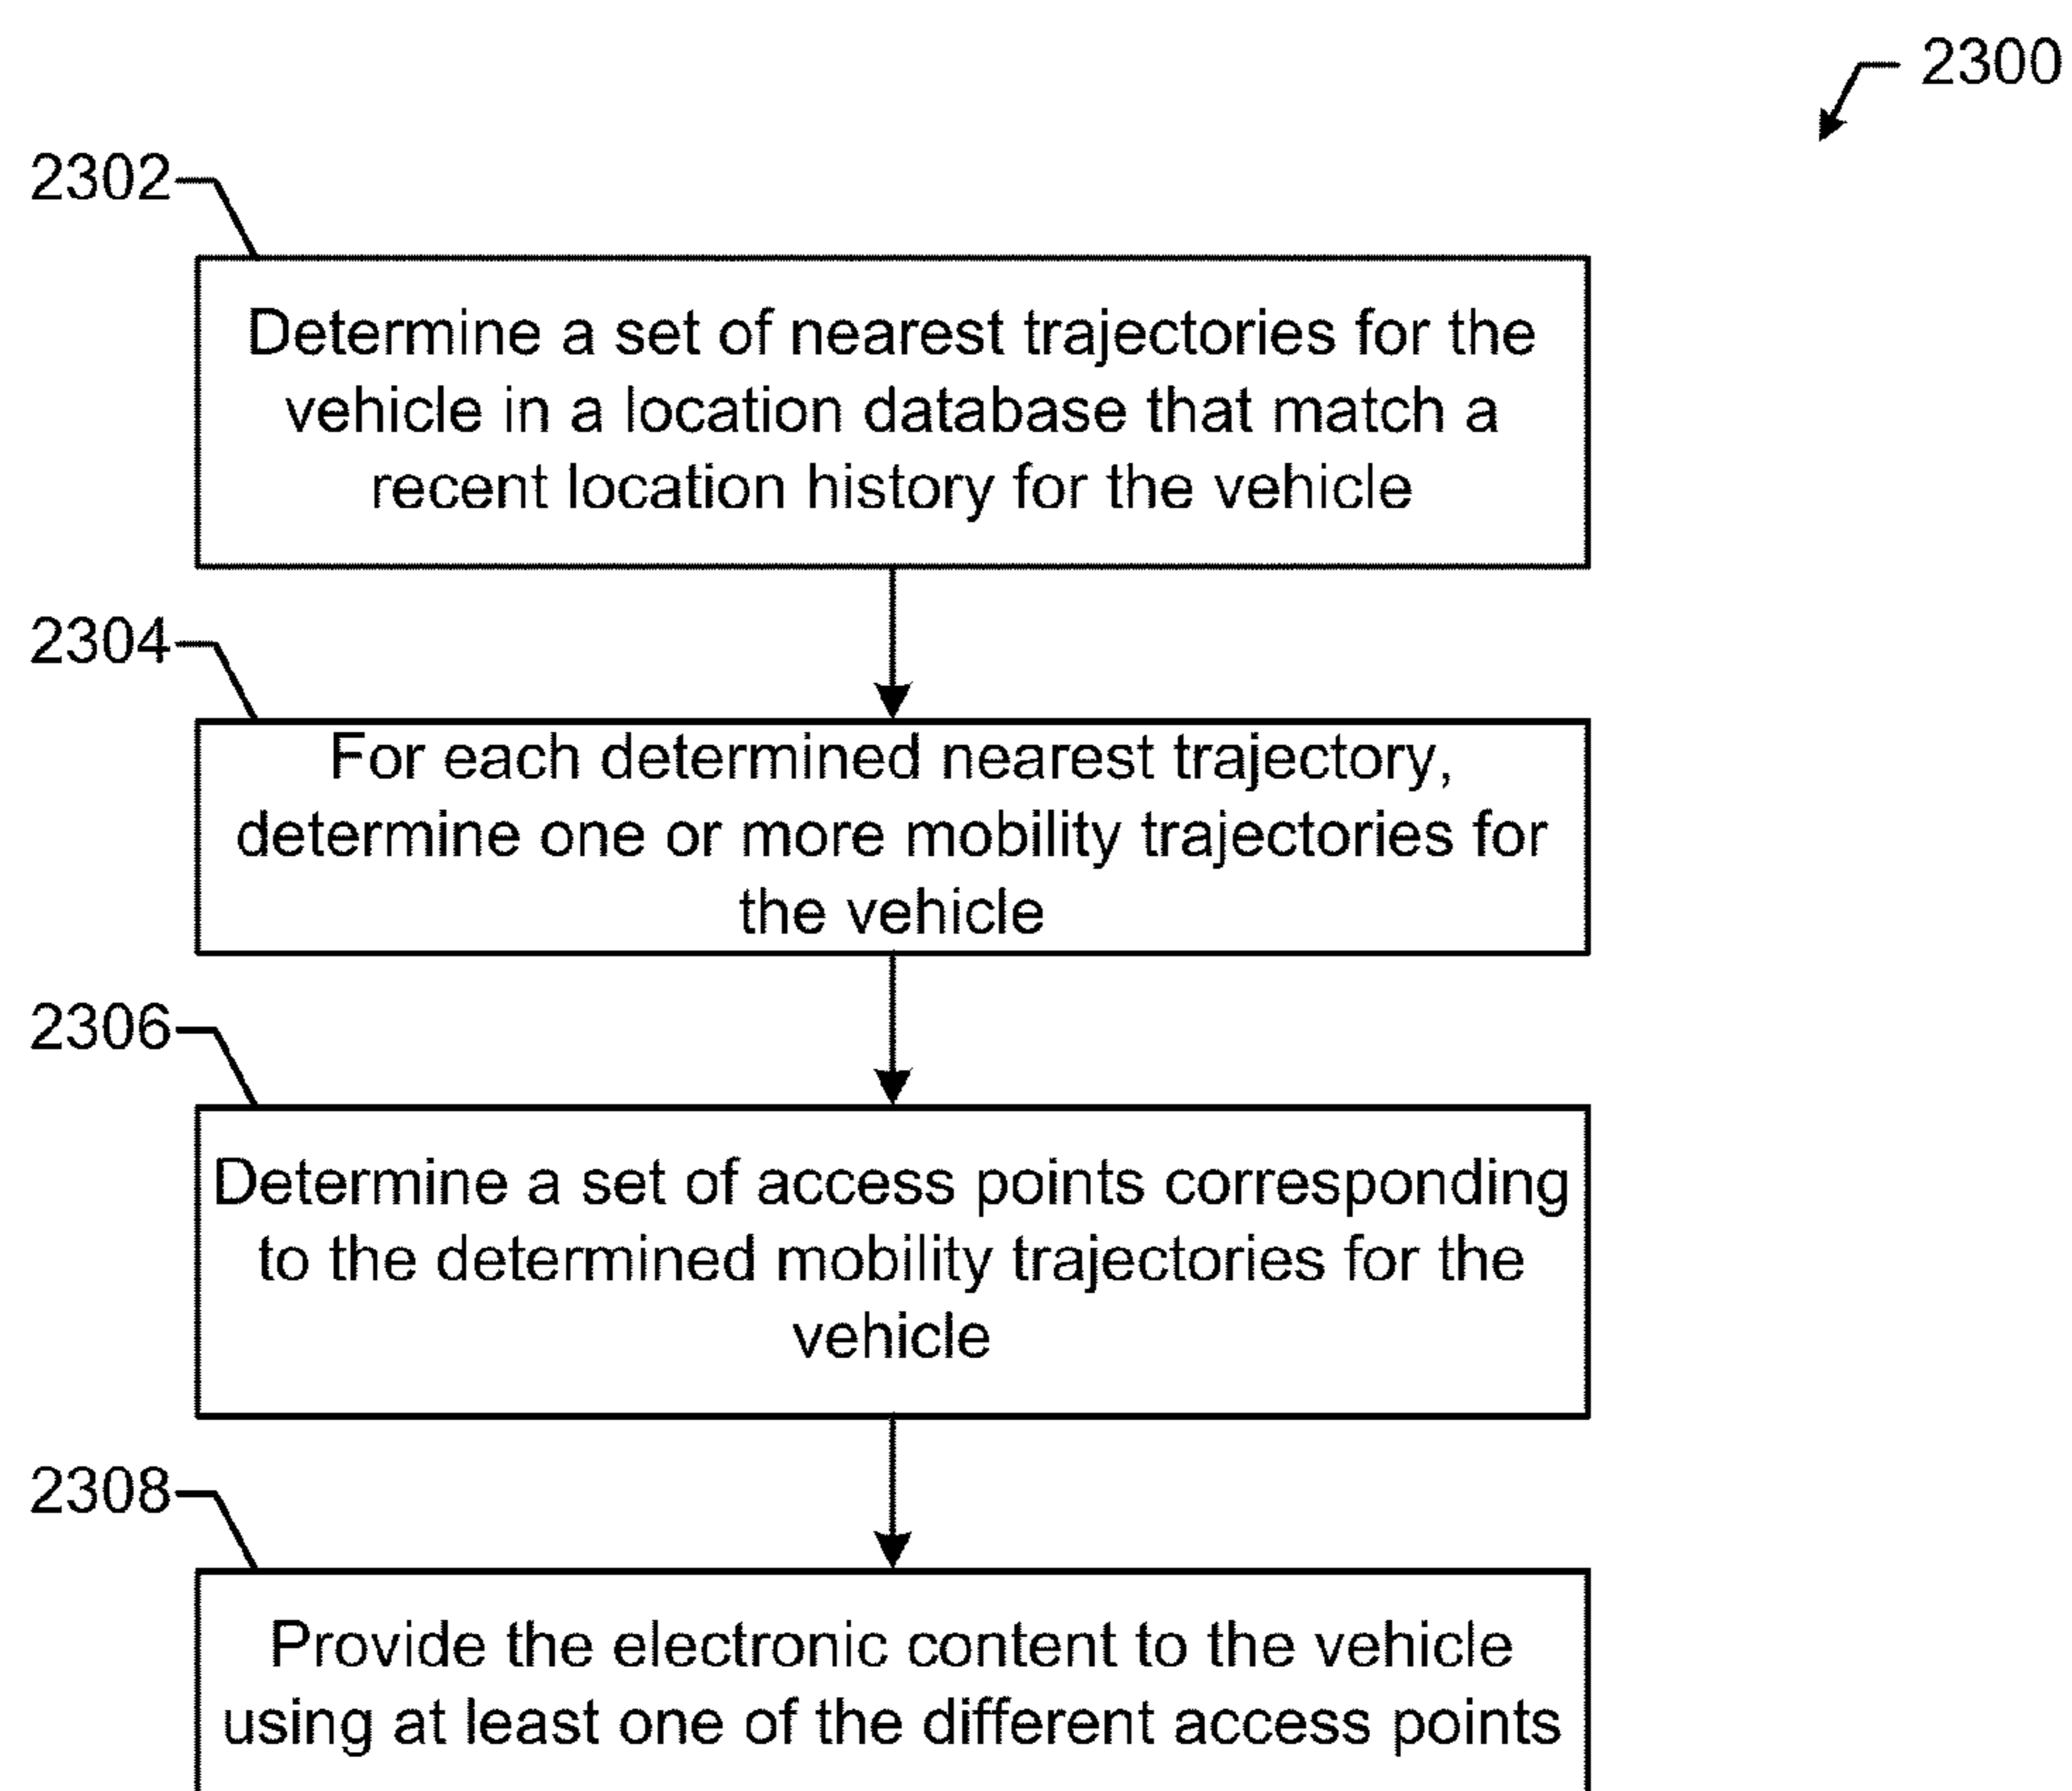 2300
2302
Determine a set of nearest trajectories for the
vehicle in a location database that match a
recent location history for the vehicle
2304
For each determined nearest trajectory,
determine one or more mobility trajectories for
the vehicle
2306
Determine a set of access points corresponding
to the determined mobility trajectories for the
vehicle
2308
Provide the electronic content to the vehicle
using at least one of the different access points